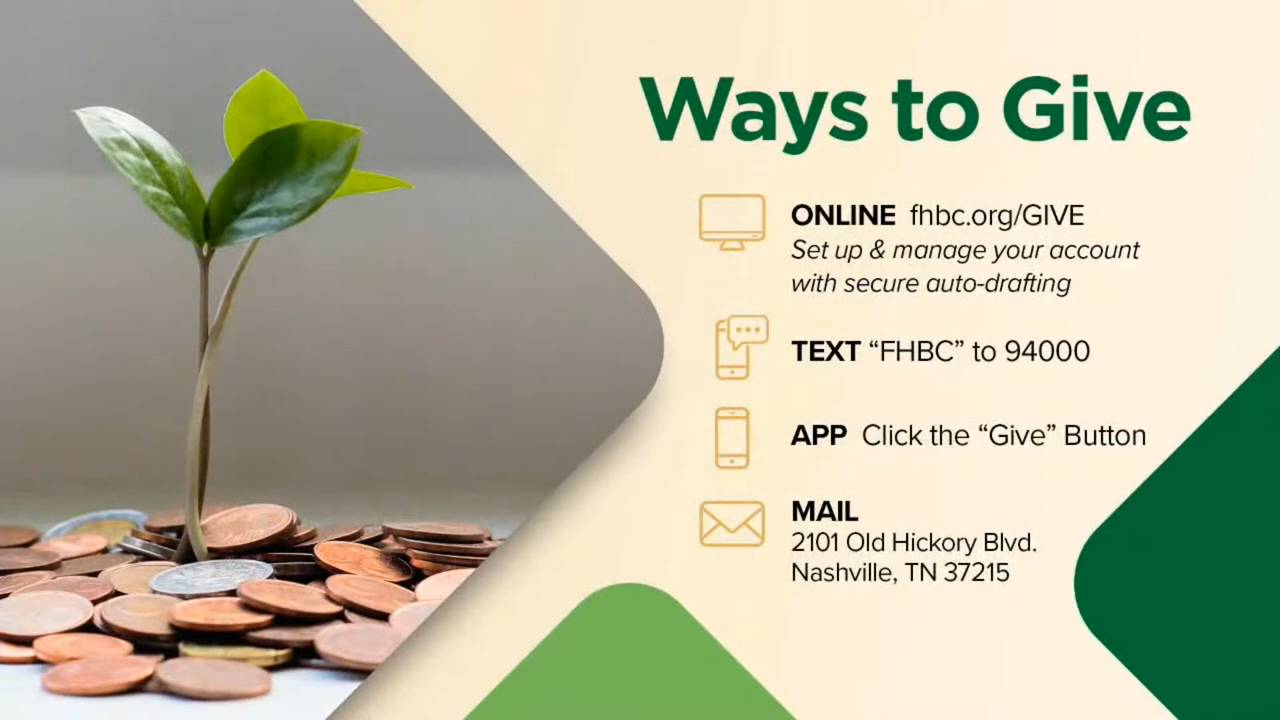 Ways to Give
ONLINE fhbc.org/GIVE
Set up & manage your account
with secure auto-drafting
TEXT “FHBC” to 94000
APP Click the “Give” Button
MAIL
2101 Old Hickory Blvd.
Nashville, TN 37215